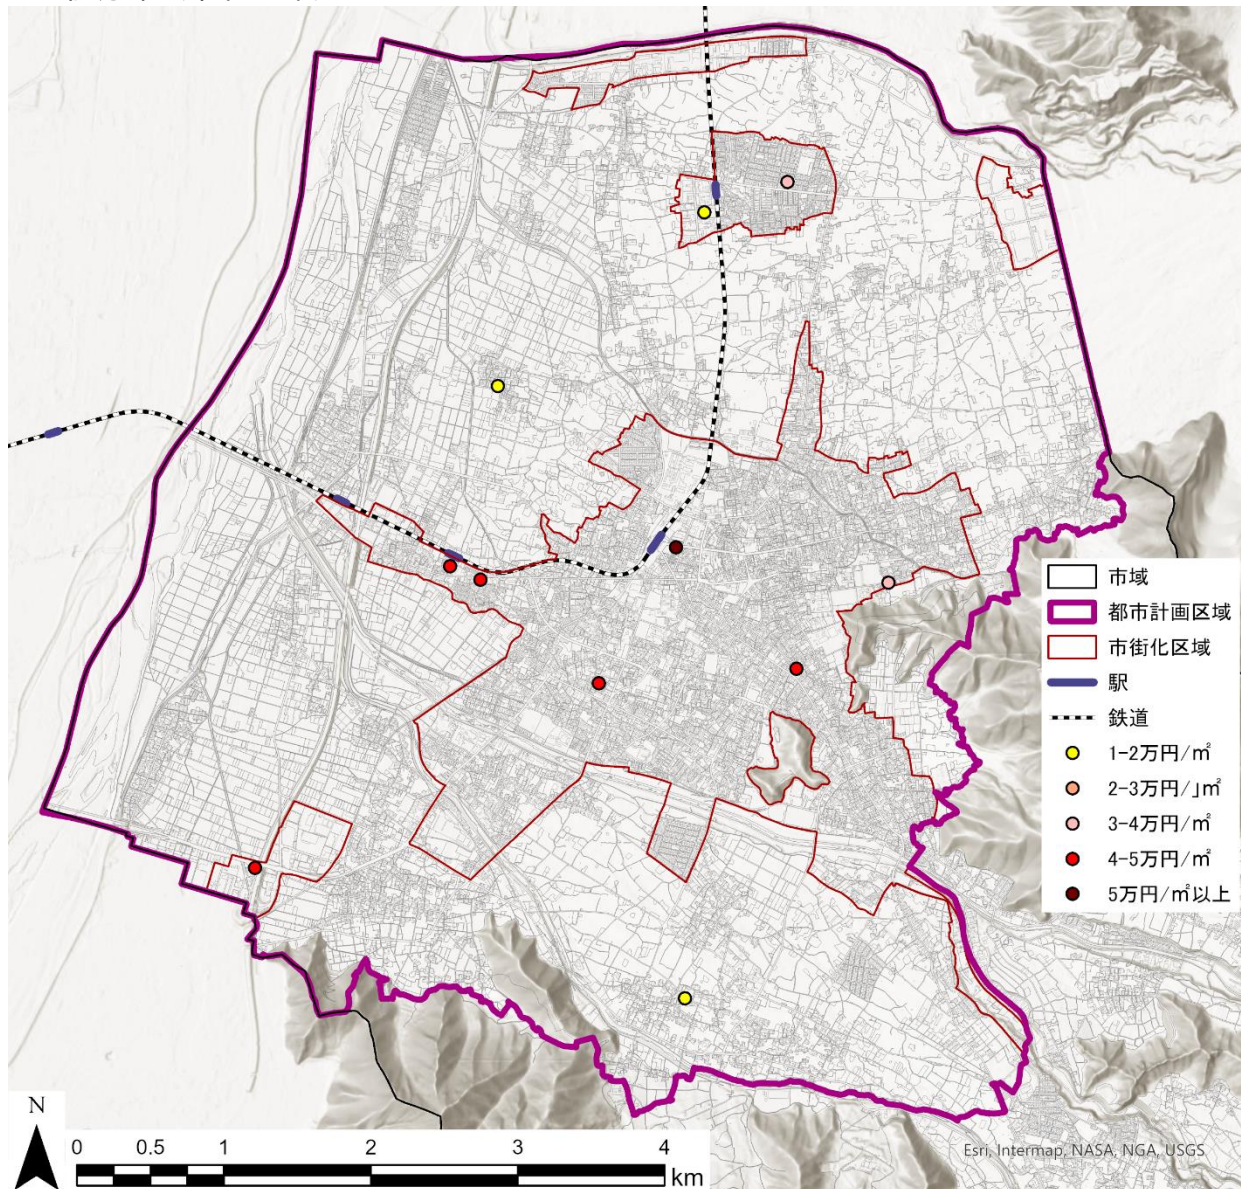 市域
都市計画区域
市街化区域
駅
鉄道
1-2万円/㎡
2-3万円/J㎡
3-4万円/㎡
4-5万円/㎡
5万円/㎡以上
N
0 0.5 1 2 3 4
km
Esri, Intermap, NASA, NGA, USGS